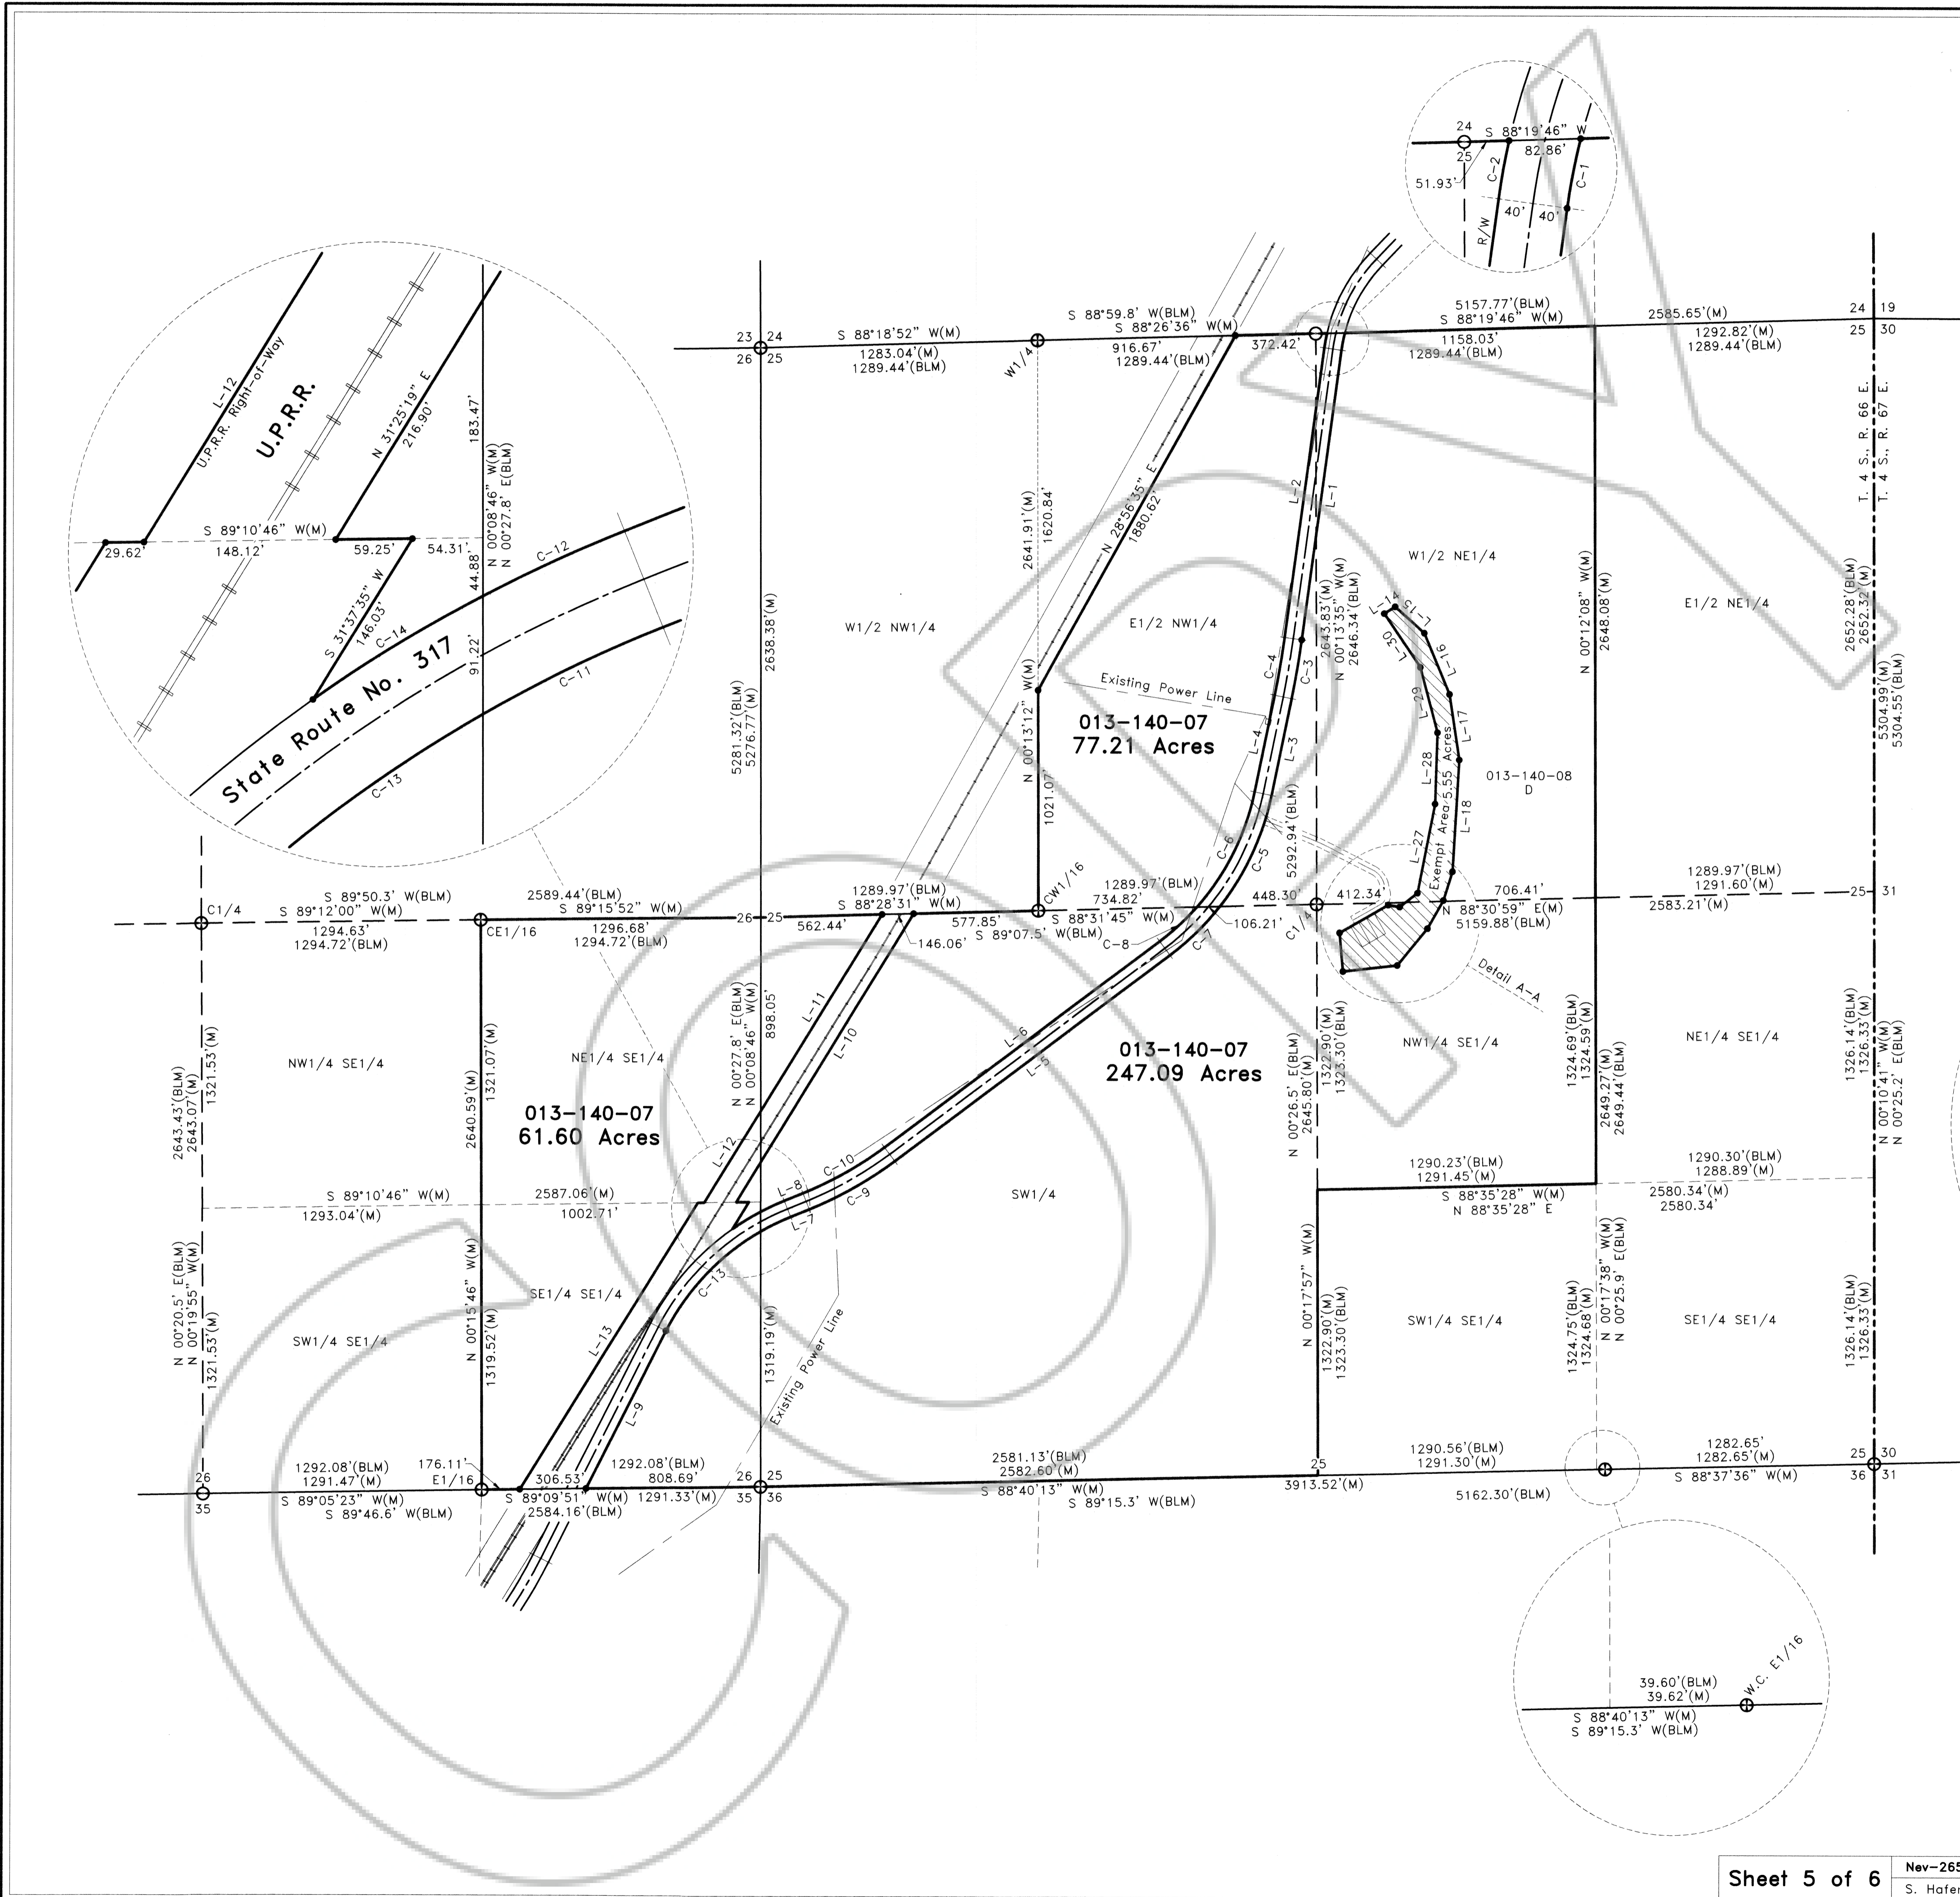 24
S 88°19'46" W
25
82.86'
51.93'
C-2
C-1
40'
40'
R/W
L-12
U.P.R.R. Right-of-Way
U.P.R.R.
N 31°25'19" E
216.90'
183.47'
N 00°08'46" W(M)
N 00°27.8' E(BLM)
S 89°10'46" W(M)
29.62'
148.12'
59.25'
54.31'
44.88'
91.22'
S 31°37'35" W
146.03'
C-12
C-14
C-11
C-13
State Route No. 317
23
24
26
25
S 88°18'52" W(M)
1283.04'(M)
1289.44'(BLM)
W1/4
S 88°59.8' W(BLM)
S 88°26'36" W(M)
916.67'
1289.44'(BLM)
372.42'
5157.77'(BLM)
S 88°19'46" W(M)
1158.03'
1289.44'(BLM)
2585.65'(M)
1292.82'(M)
1289.44'(BLM)
24
19
25
30
T. 4 S., R. 66 E.
T. 4 S., R. 67 E.
2641.91'(M)
1620.84'
N 28°56'35" E
1880.62'
L-2
L-1
C-4
C-3
2643.83'(M)
N 00°13'35" W(M)
2646.34'(BLM)
W1/2 NE1/4
E1/2 NE1/4
N 00°12'08" W(M)
2648.08'(M)
2652.28'(BLM)
2652.32'(M)
5304.99'(M)
5304.55'(BLM)
2638.38'(M)
5281.32'(BLM)
5276.77'(M)
W1/2 NW1/4
E1/2 NW1/4
Existing Power Line
N 00°13'12" W(M)
1021.07'
013-140-07
77.21 Acres
L-4
L-3
C-6
C-5
5292.94'(BLM)
L-14
L-15
L-30
L-16
L-29
L-17
L-28
L-18
L-27
Exempt Area 5.55 Acres
013-140-08
D
S 89°50.3' W(BLM)
C1/4
S 89°12'00" W(M)
1294.63'
1294.72'(BLM)
2589.44'(BLM)
S 89°15'52" W(M)
CE1/16
1296.68'
1294.72'(BLM)
26
25
1289.97'(BLM)
S 88°28'31" W(M)
562.44'
146.06'
577.85'
CW1/16
1289.97'(BLM)
734.82'
S 88°31'45" W(M)
S 89°07.5' W(BLM)
C-8
C-7
448.30'
106.21'
412.34'
C1/4
706.41'
N 88°30'59" E(M)
5159.88'(BLM)
1289.97'(BLM)
1291.60'(M)
2583.21'(M)
25
31
Detail A-A
L-11
L-10
L-6
L-5
N 00°27.8' E(BLM)
N 00°08'46" W(M)
898.05'
1321.53'(M)
2643.43'(BLM)
2643.07'(M)
NW1/4 SE1/4
NE1/4 SE1/4
2640.59'(M)
1321.07'(M)
013-140-07
61.60 Acres
013-140-07
247.09 Acres
N 00°26.5' E(BLM)
2645.80'(M)
1322.90'(M)
1323.30'(BLM)
NW1/4 SE1/4
NE1/4 SE1/4
1324.69'(BLM)
1324.59'(M)
2649.27'(M)
2649.44'(BLM)
1326.14'(BLM)
1326.33'(M)
N 00°10'41" W(M)
N 00°25.2' E(BLM)
S 89°10'46" W(M)
1293.04'(M)
2587.06'(M)
1002.71'
L-12
L-8
L-7
C-10
C-9
SW1/4
1290.23'(BLM)
1291.45'(M)
S 88°35'28" W(M)
N 88°35'28" E
1290.30'(BLM)
1288.89'(M)
2580.34'(M)
2580.34'
N 00°20.5' E(BLM)
N 00°19'55" W(M)
1321.53'(M)
SW1/4 SE1/4
N 00°15'46" W(M)
1319.52'(M)
SE1/4 SE1/4
L-13
C-13
L-9
1319.19'(M)
Existing Power Line
N 00°17'57" W(M)
1322.90'(M)
1323.30'(BLM)
SW1/4 SE1/4
SE1/4 SE1/4
1324.75'(BLM)
1324.68'(M)
N 00°17'38" W(M)
N 00°25.9' E(BLM)
1326.14'(BLM)
1326.33'(M)
26
35
1292.08'(BLM)
1291.47'(M)
S 89°05'23" W(M)
S 89°46.6' W(BLM)
176.11'
E1/16
306.53'
1292.08'(BLM)
808.69'
S 89°09'51" W(M)
1291.33'(M)
2584.16'(BLM)
26
25
35
36
2581.13'(BLM)
2582.60'(M)
S 88°40'13" W(M)
S 89°15.3' W(BLM)
25
3913.52'(M)
1290.56'(BLM)
1291.30'(M)
5162.30'(BLM)
1282.65'
1282.65'(M)
S 88°37'36" W(M)
25
30
36
31
39.60'(BLM)
39.62'(M)
W.C. E1/16
S 88°40'13" W(M)
S 89°15.3' W(BLM)
Sheet 5 of 6
COPY